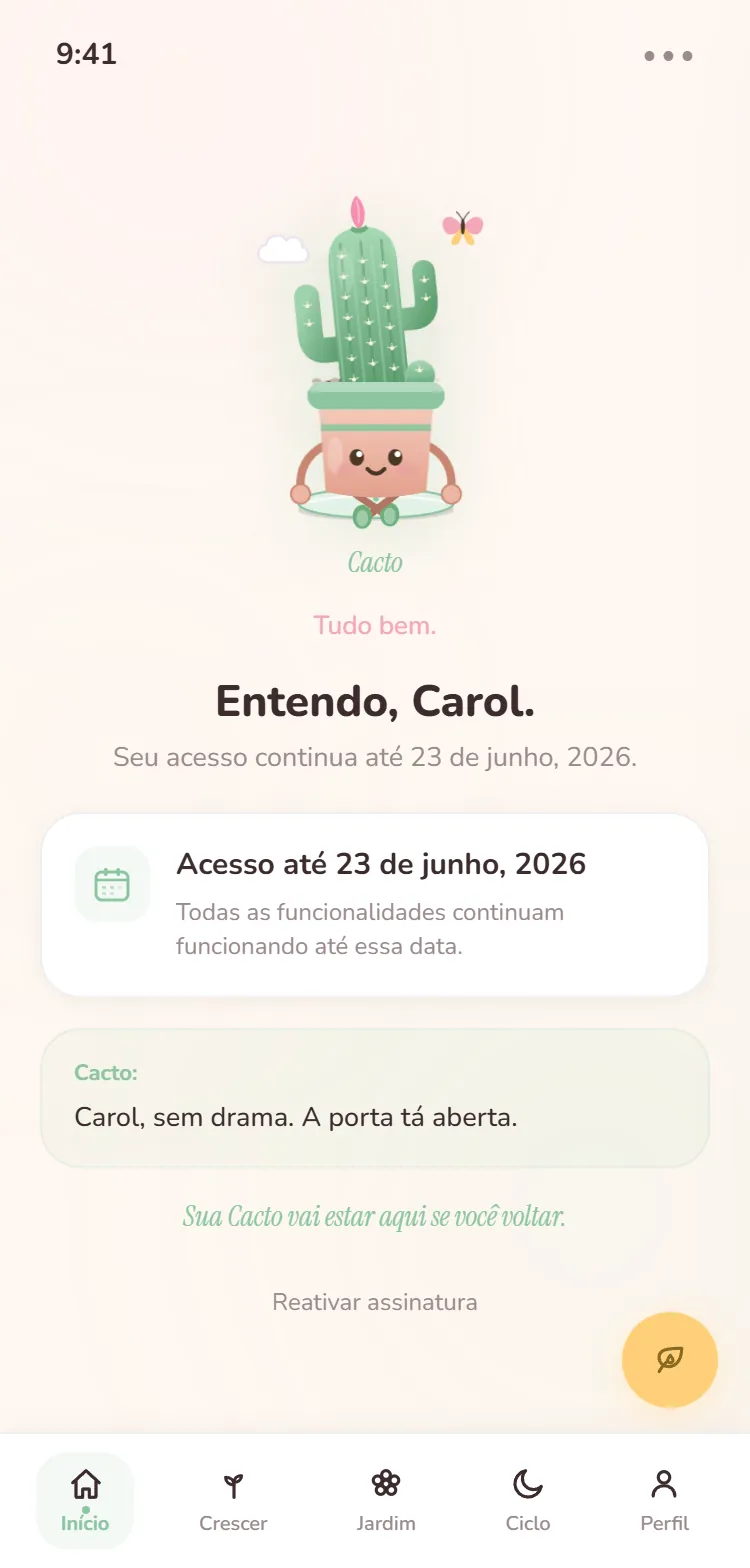 9:41
Cacto
Tudo bem.
Entendo, Carol.
Seu acesso continua até 23 de junho, 2026.
Acesso até 23 de junho, 2026
Todas as funcionalidades continuam
funcionando até essa data.
Cacto:
Carol, sem drama. A porta tá aberta.
Sua Cacto vai estar aqui se você voltar.
Reativar assinatura
Início
Crescer
Jardim
Ciclo
Perfil